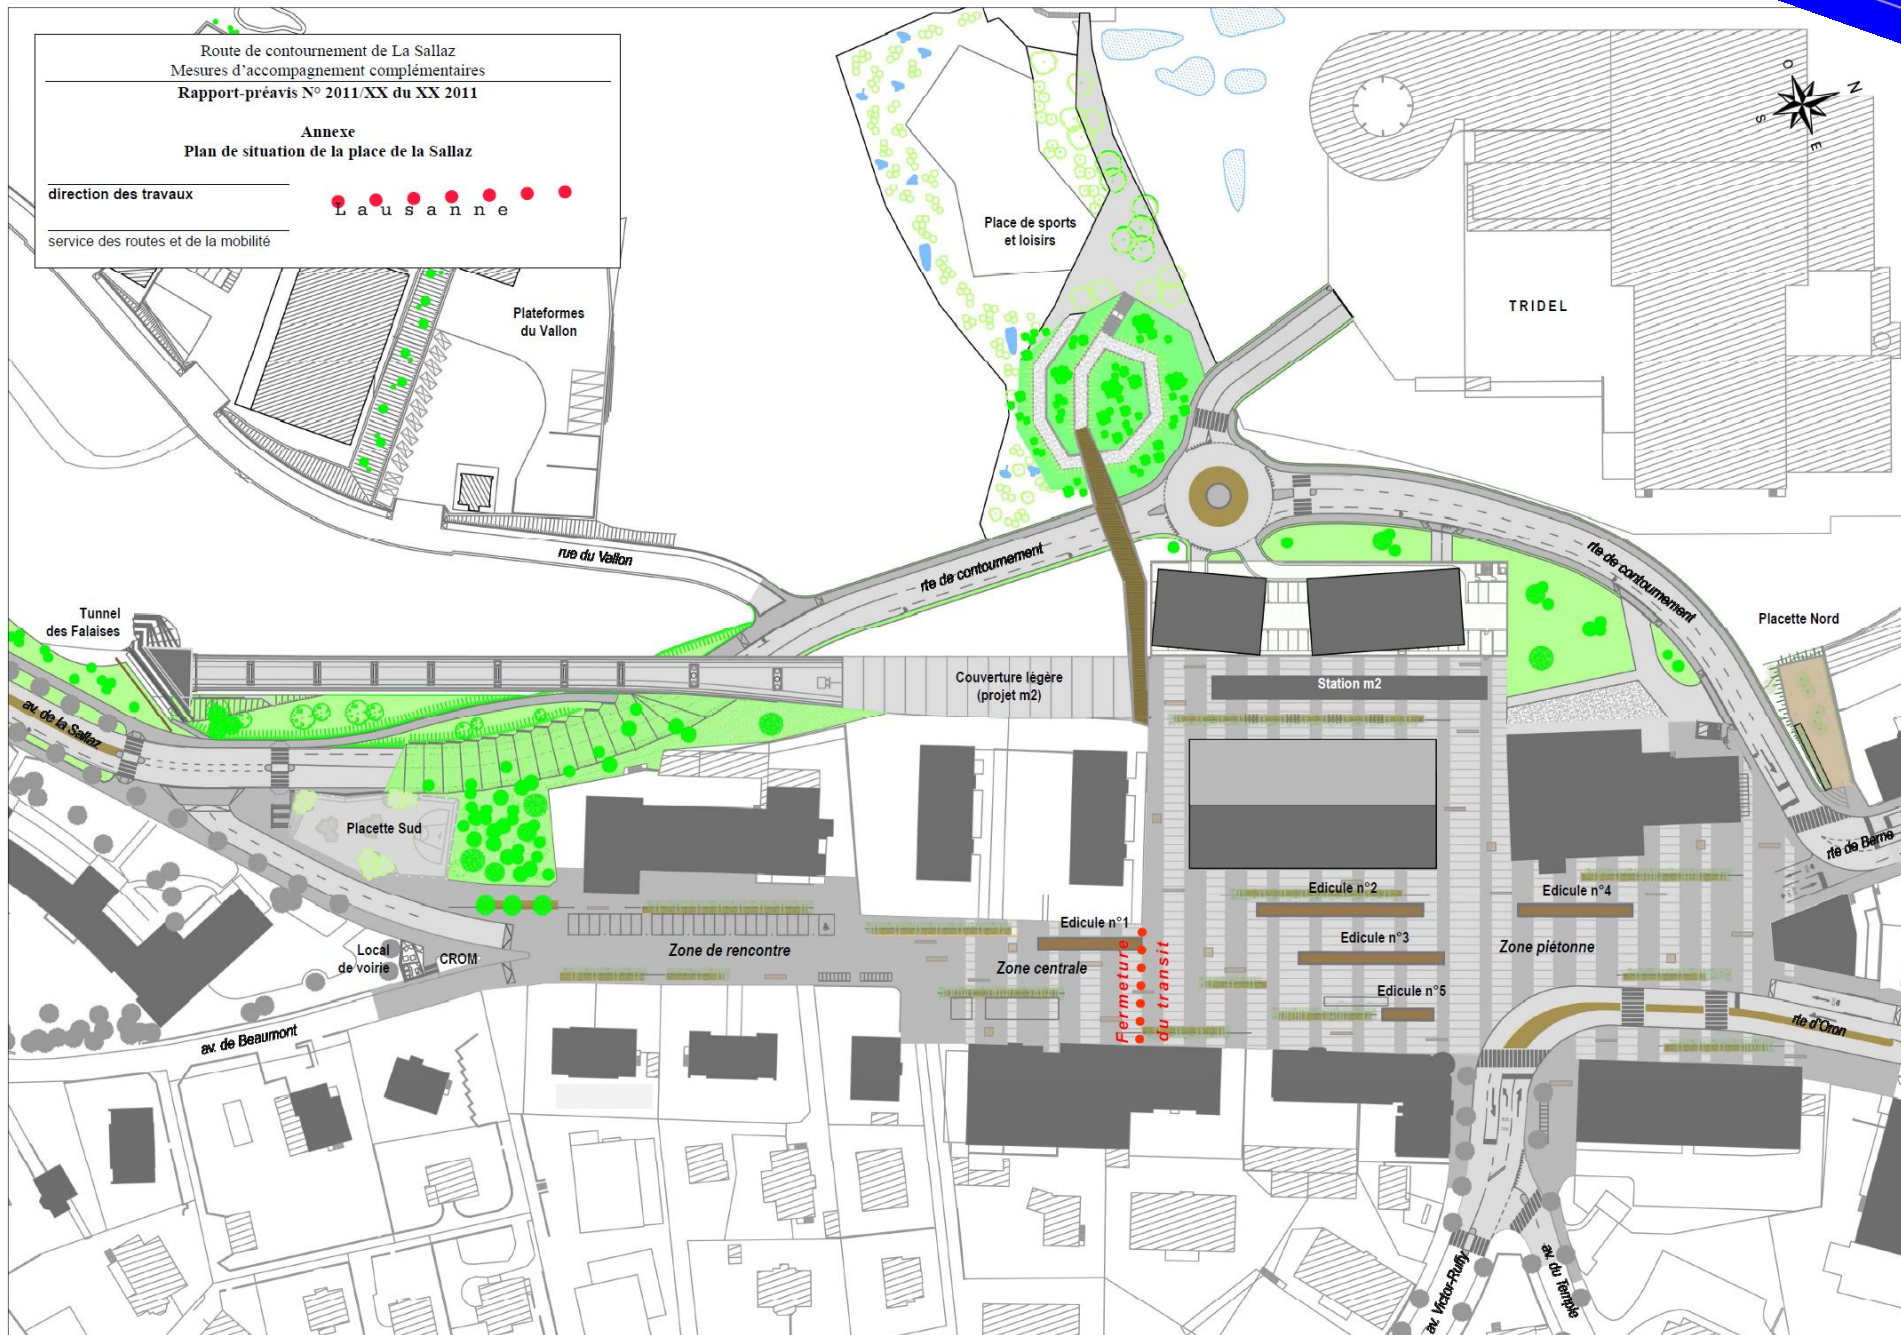 Route de contournement de La Sallaz
Mesures d'accompagnement complémentaires
Rapport-préavis N° 2011/XX du XX 2011
Annexe
Plan de situation de la place de la Sallaz
direction des travaux
Lausanne
service des routes et de la mobilité
O
N
S
E
Place de sports
et loisirs
TRIDEL
Plateformes
du Vallon
rue du Vallon
rte de contournement
rte de contournement
Tunnel
des Falaises
Placette Nord
Couverture légère
(projet m2)
Station m2
av. de la Sallaz
Placette Sud
rte de Berne
Edicule n°2
Edicule n°4
Edicule n°1
Edicule n°3
Zone de rencontre
Zone piètonne
Local
de voirie
CROM
Zone centrale
Fermeture
du transit
Edicule n°5
rte d'Oron
av. de Beaumont
av. Victor-Ruffy
av. du Temple